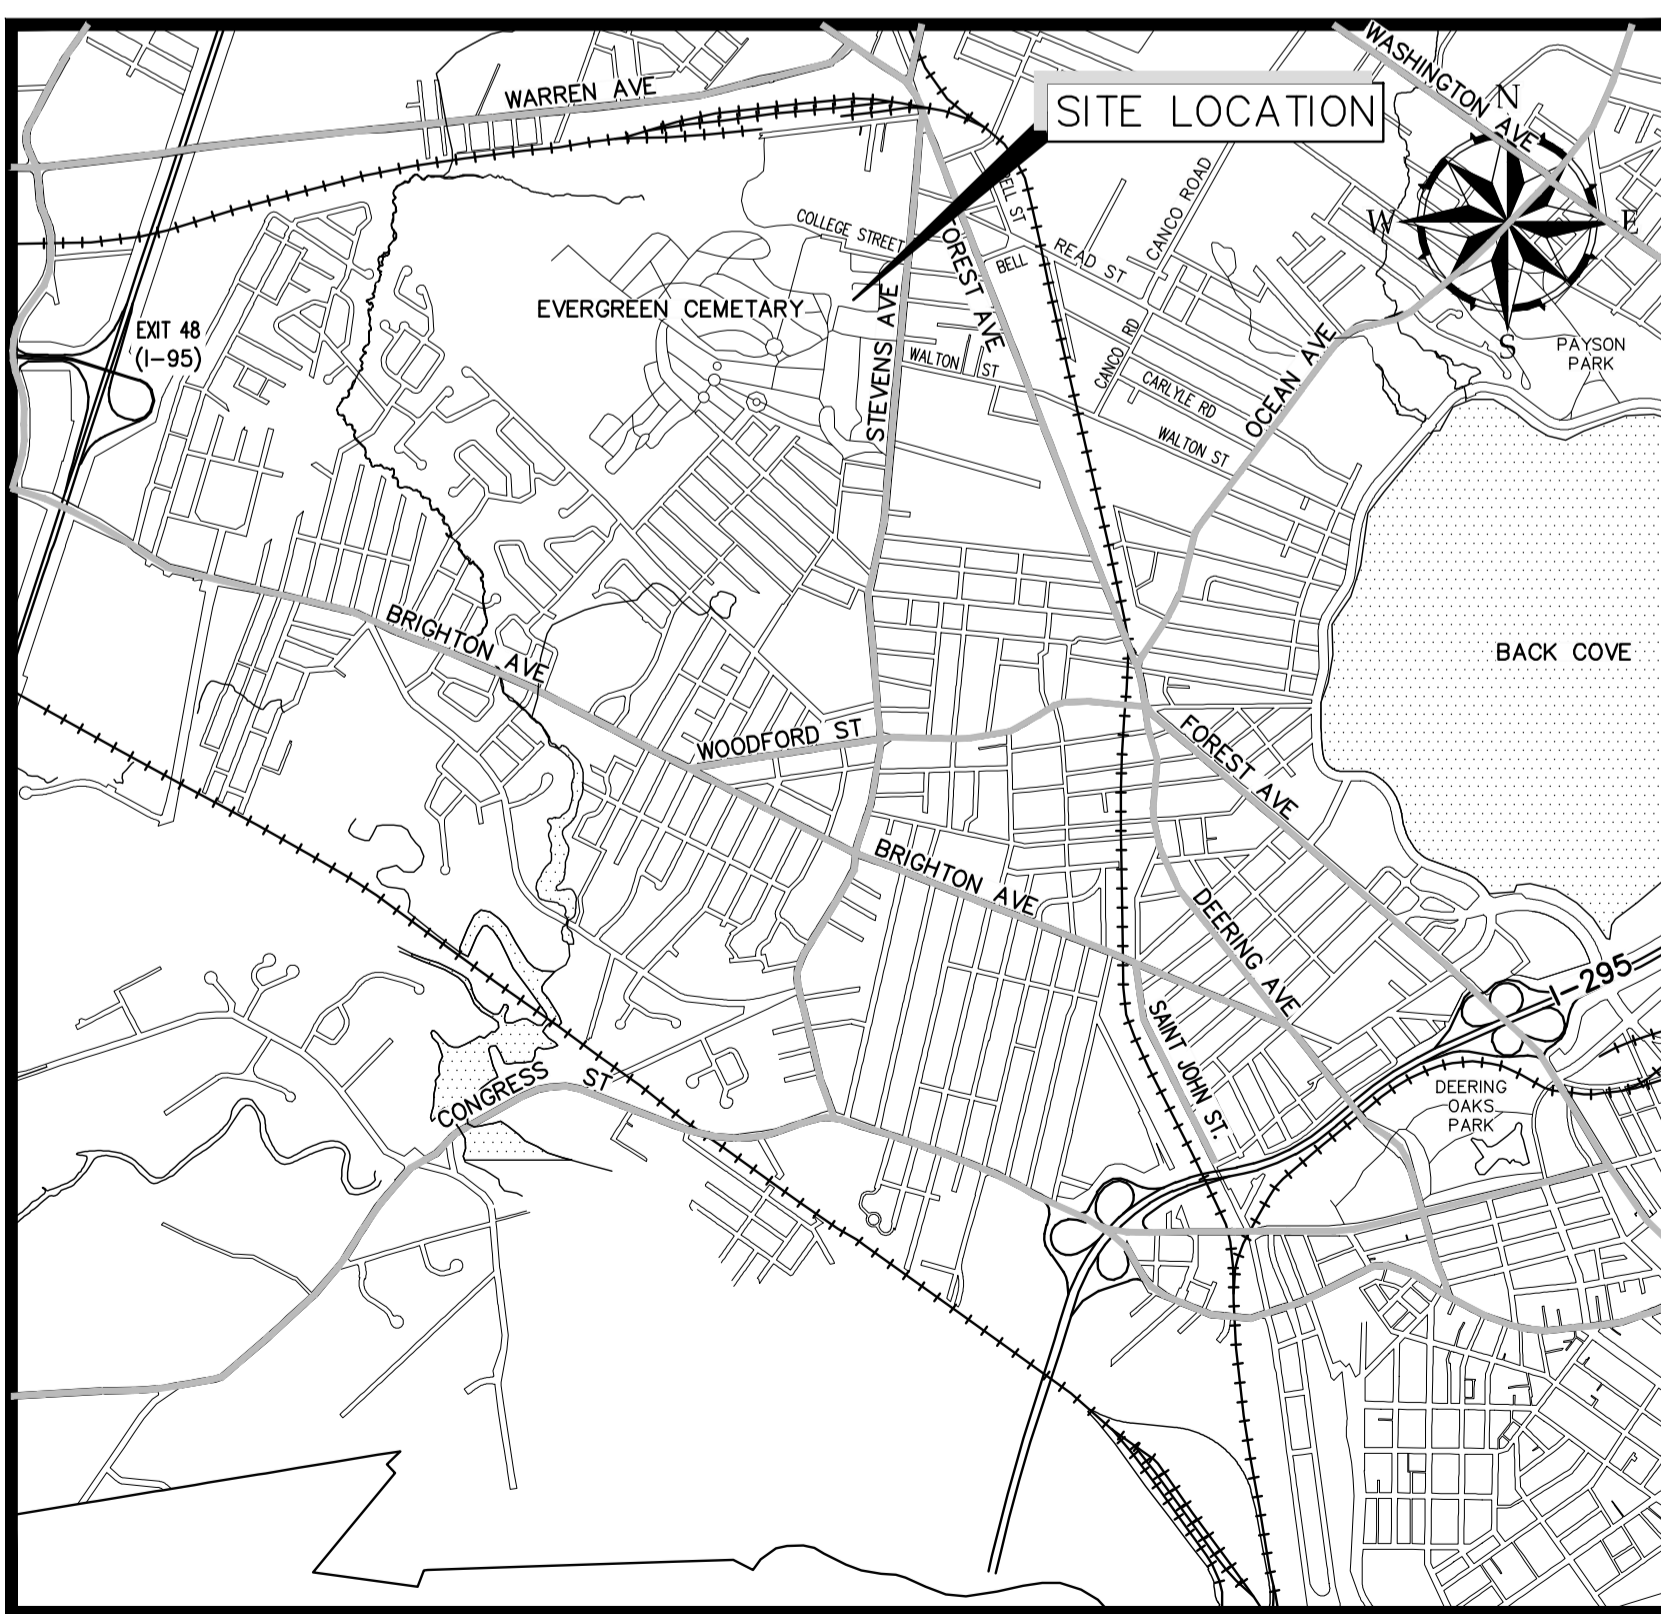 WASHINGTON AVE
WARREN AVE
SITE LOCATION
N
W
E
S
COLLEGE STREET
FOREST AVE
BELL
READ ST
CANCO ROAD
EVERGREEN CEMETARY
STEVENS AVE
EXIT 48
(I-95)
WALTON ST
CANCO RD
CARLYLE RD
WALTON ST
OCEAN AVE
PAYSON
PARK
BACK COVE
BRIGHTON AVE
WOODFORD ST
FOREST AVE
BRIGHTON AVE
DEERING AVE
SAINT JOHN ST.
I-295
CONGRESS ST
DEERING
OAKS
PARK